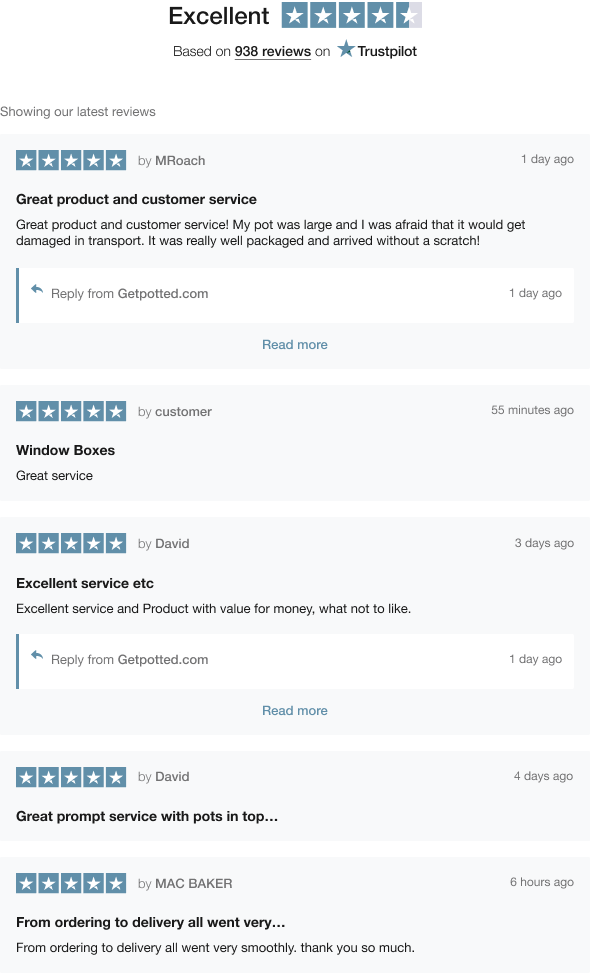 Excellent
Based on 938 reviews on Trustpilot
Showing our latest reviews
by MRoach 1 day ago
Great product and customer service
Great product and customer service! My pot was large and I was afraid that it would get
damaged in transport. It was really well packaged and arrived without a scratch!
Reply from Getpotted.com 1 day ago
Read more
by customer 55 minutes ago
Window Boxes
Great service
by David 3 days ago
Excellent service etc
Excellent service and Product with value for money, what not to like.
Reply from Getpotted.com 1 day ago
Read more
by David 4 days ago
Great prompt service with pots in top…
by MAC BAKER 6 hours ago
From ordering to delivery all went very…
From ordering to delivery all went very smoothly. thank you so much.